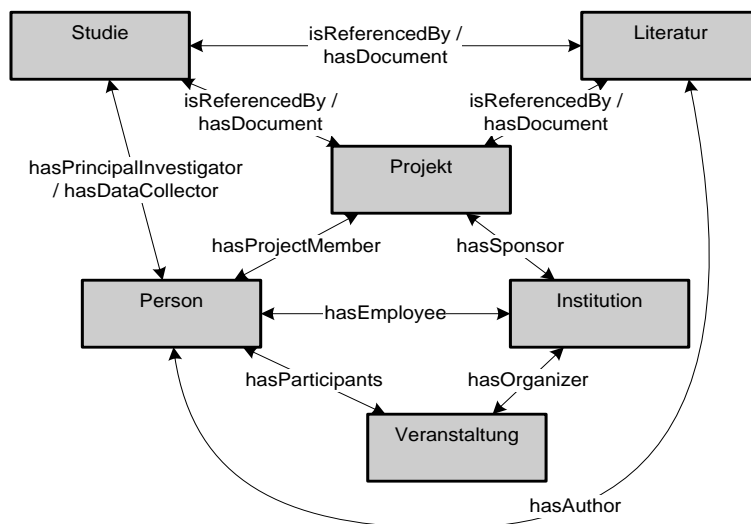 Studie
isReferencedBy /
hasDocument
Literatur
isReferencedBy /
hasDocument
isReferencedBy /
hasDocument
hasPrincipalInvestigator
/ hasDataCollector
Projekt
hasProjectMember
hasSponsor
Person
hasEmployee
Institution
hasParticipants
hasOrganizer
Veranstaltung
hasAuthor